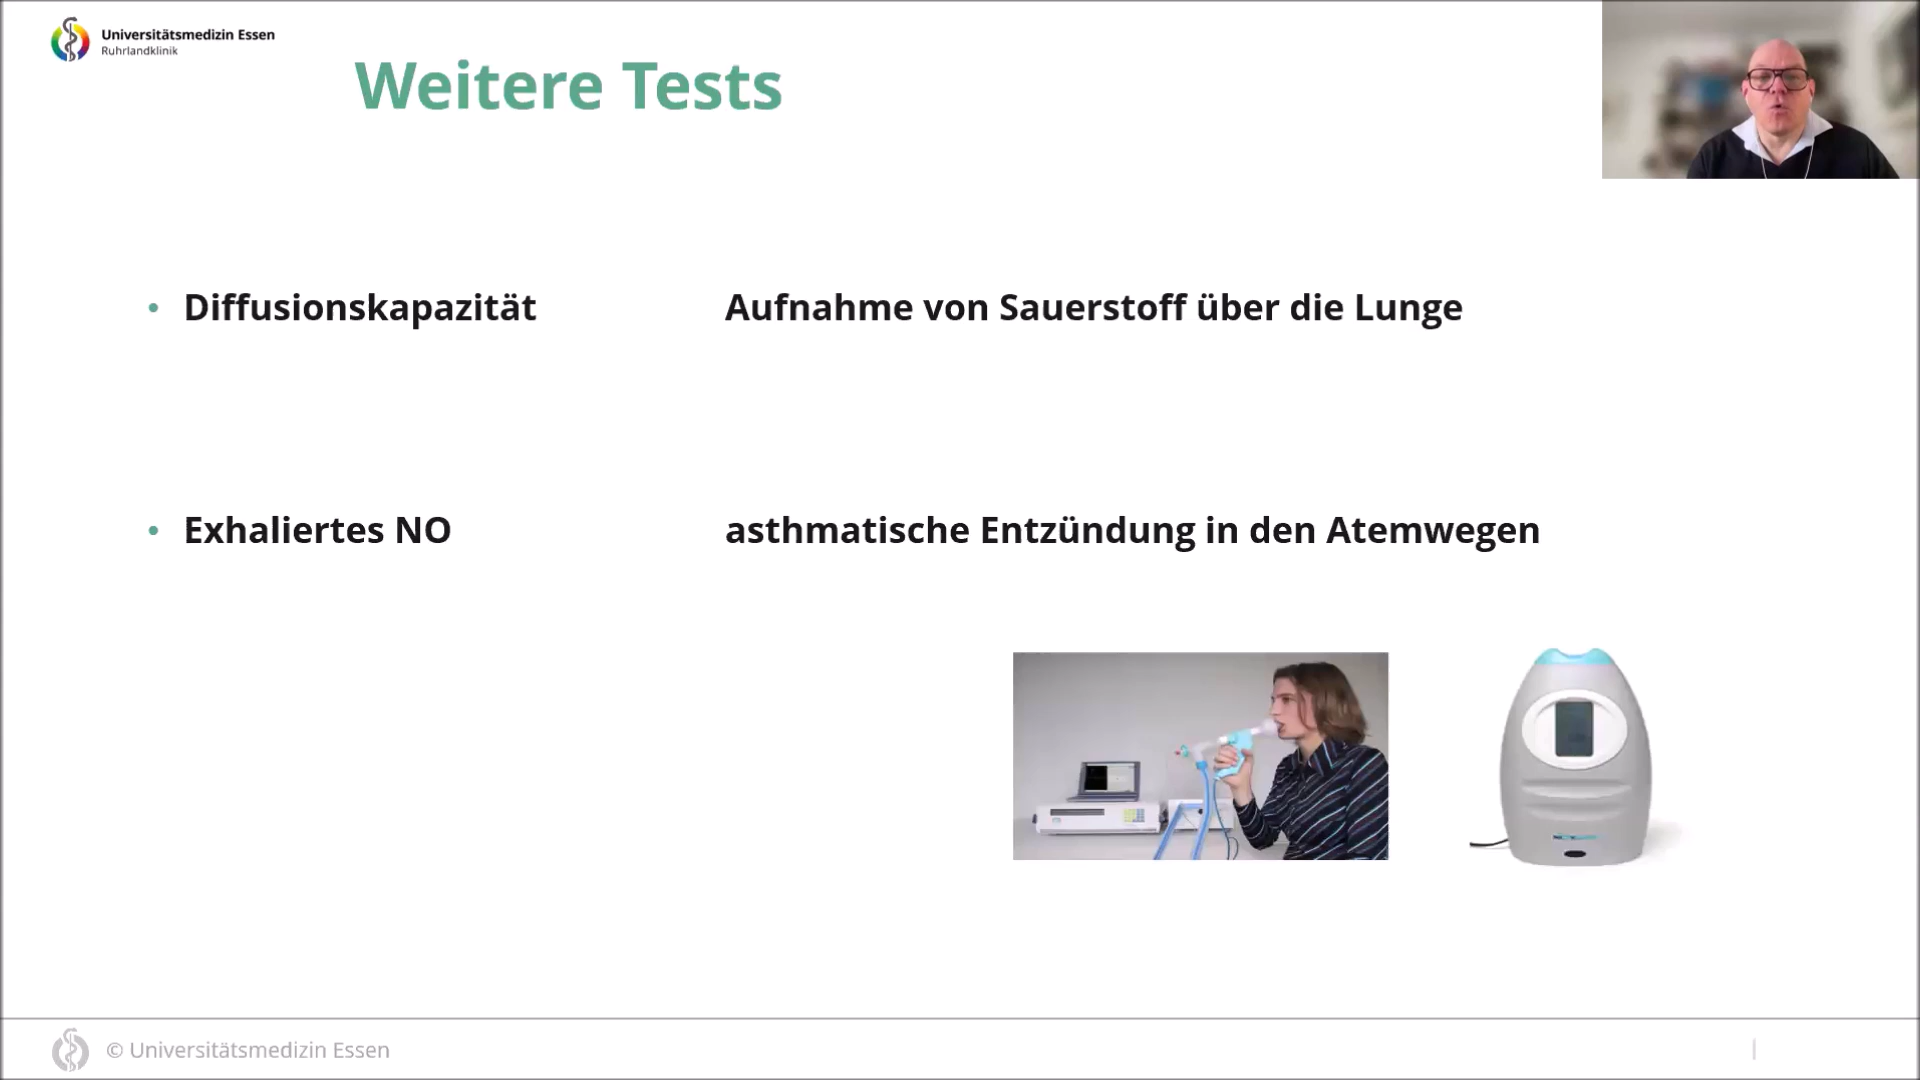 Universitätsmedizin Essen
Ruhrlandklinik
Weitere Tests
• Diffusionskapazität Aufnahme von Sauerstoff über die Lunge
• Exhaliertes NO asthmatische Entzündung in den Atemwegen
© Universitätsmedizin Essen